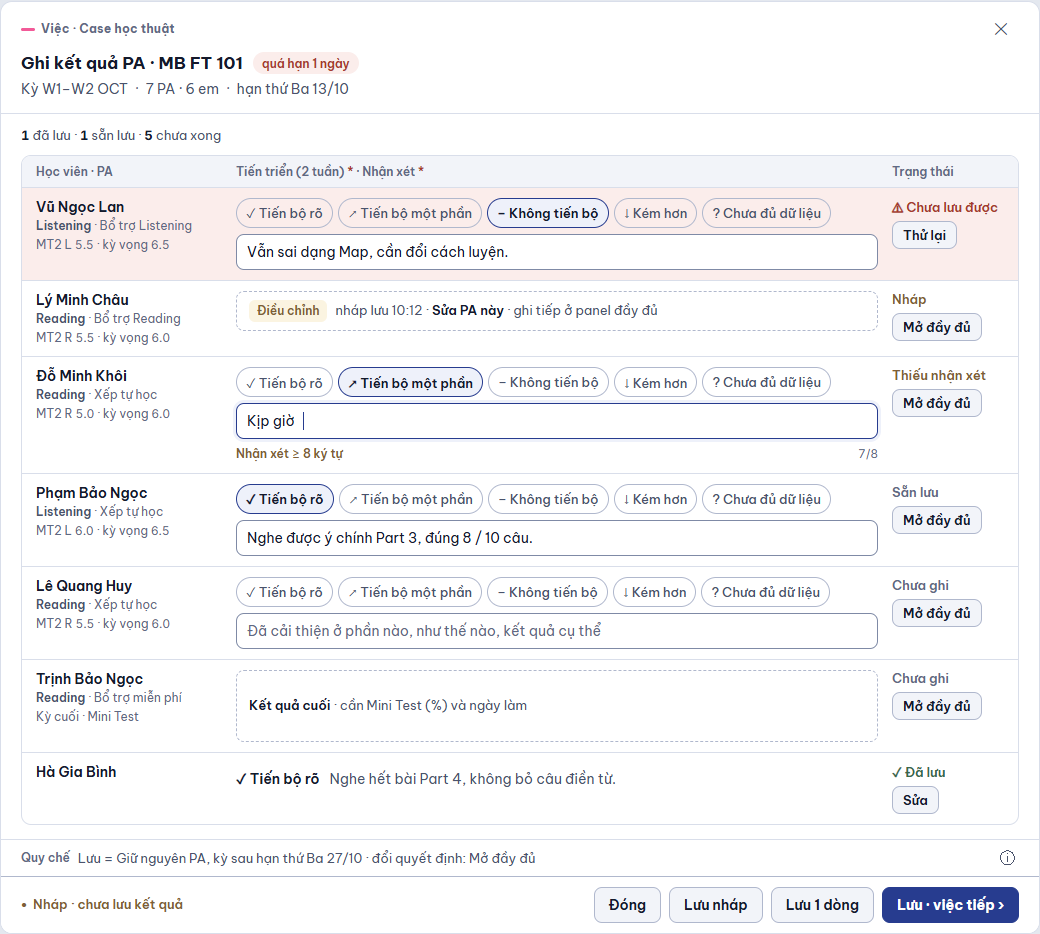 Việc · Case học thuật
Ghi kết quả PA · MB FT 101 quá hạn 1 ngày
Kỳ W1–W2 OCT · 7 PA · 6 em · hạn thứ Ba 13/10
1 đã lưu · 1 sẵn lưu · 5 chưa xong
Học viên · PA Tiến triển (2 tuần) * · Nhận xét * Trạng thái
Vũ Ngọc Lan
Listening · Bổ trợ Listening
MT2 L 5.5 · kỳ vọng 6.5
✓ Tiến bộ rõ ↗ Tiến bộ một phần – Không tiến bộ ↓ Kém hơn ? Chưa đủ dữ liệu
Vẫn sai dạng Map, cần đổi cách luyện.
⚠ Chưa lưu được
Thử lại
Lý Minh Châu
Reading · Bổ trợ Reading
MT2 R 5.5 · kỳ vọng 6.0
Điều chỉnh nháp lưu 10:12 · Sửa PA này · ghi tiếp ở panel đầy đủ
Nháp
Mở đầy đủ
Đỗ Minh Khôi
Reading · Xếp tự học
MT2 R 5.0 · kỳ vọng 6.0
✓ Tiến bộ rõ ↗ Tiến bộ một phần – Không tiến bộ ↓ Kém hơn ? Chưa đủ dữ liệu
Kịp giờ
Nhận xét ≥ 8 ký tự 7/8
Thiếu nhận xét
Mở đầy đủ
Phạm Bảo Ngọc
Listening · Xếp tự học
MT2 L 6.0 · kỳ vọng 6.5
✓ Tiến bộ rõ ↗ Tiến bộ một phần – Không tiến bộ ↓ Kém hơn ? Chưa đủ dữ liệu
Nghe được ý chính Part 3, đúng 8 / 10 câu.
Sẵn lưu
Mở đầy đủ
Lê Quang Huy
Reading · Xếp tự học
MT2 R 5.5 · kỳ vọng 6.0
✓ Tiến bộ rõ ↗ Tiến bộ một phần – Không tiến bộ ↓ Kém hơn ? Chưa đủ dữ liệu
Đã cải thiện ở phần nào, như thế nào, kết quả cụ thể
Chưa ghi
Mở đầy đủ
Trịnh Bảo Ngọc
Reading · Bổ trợ miễn phí
Kỳ cuối · Mini Test
Kết quả cuối · cần Mini Test (%) và ngày làm
Chưa ghi
Mở đầy đủ
Hà Gia Bình
✓ Tiến bộ rõ Nghe hết bài Part 4, không bỏ câu điền từ.
✓ Đã lưu
Sửa
Quy chế Lưu = Giữ nguyên PA, kỳ sau hạn thứ Ba 27/10 · đổi quyết định: Mở đầy đủ
• Nháp · chưa lưu kết quả
Đóng Lưu nháp Lưu 1 dòng Lưu · việc tiếp ›